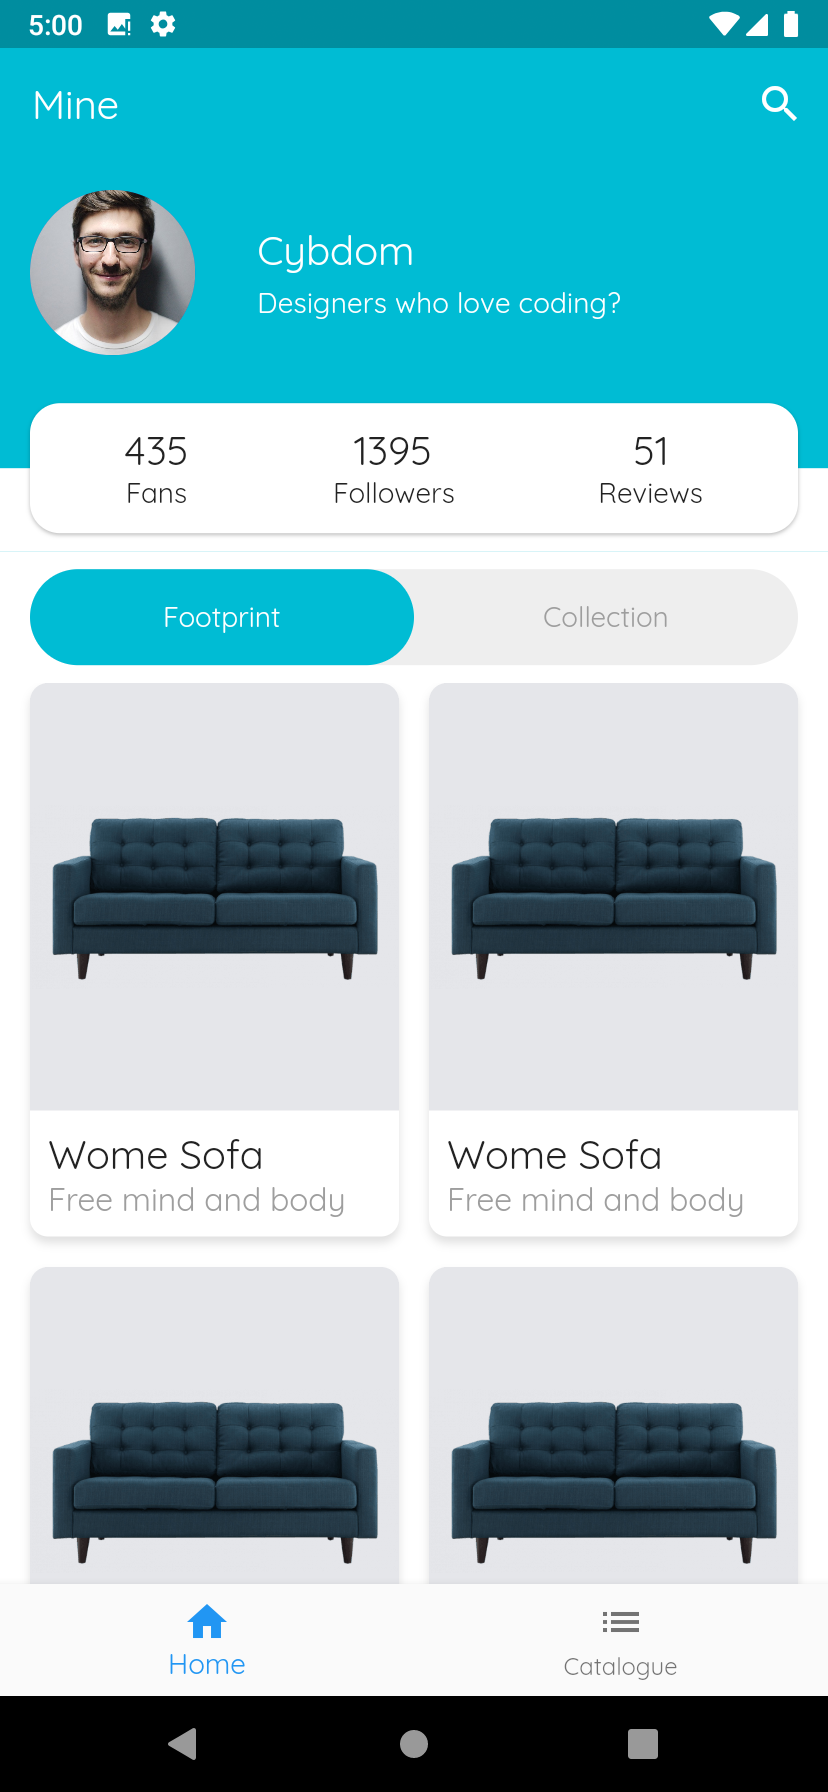 5:00
Mine
Cybdom
Designers who love coding?
435 1395 51
Fans Followers Reviews
Footprint Collection
Wome Sofa Wome Sofa
Free mind and body Free mind and body
Home Catalogue